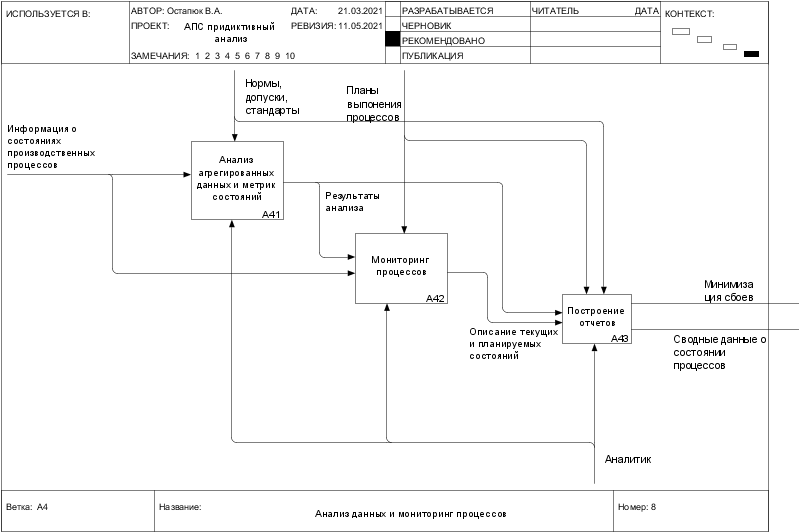 ИСПОЛЬЗУЕТСЯ В:
АВТОР: Остапюк В.А.
ДАТА: 21.03.2021
ПРОЕКТ: АПС придиктивный
анализ
РЕВИЗИЯ: 11.05.2021
ЗАМЕЧАНИЯ: 1 2 3 4 5 6 7 8 9 10
РАЗРАБАТЫВАЕТСЯ
ЧЕРНОВИК
РЕКОМЕНДОВАНО
ПУБЛИКАЦИЯ
ЧИТАТЕЛЬ
ДАТА
КОНТЕКСТ:
Нормы,
допуски,
стандарты
Планы
выпонения
процессов
Информация о
состояниях
производственных
процессов
Анализ
агрегированных
данных и метрик
состояний
A41
Результаты
анализа
Мониторинг
процессов
A42
Построение
отчетов
A43
Минимиза
ция сбоев
Описание текущих
и планируемых
состояний
Сводные данные о
состоянии
процессов
Аналитик
Ветка: A4
Название:
Анализ данных и мониторинг процессов
Номер: 8